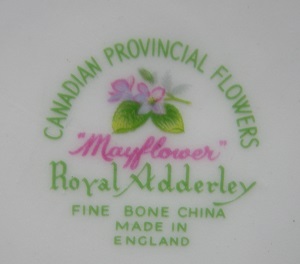 CANADIAN PROVINCIAL FLOWERS
"Mayflower"
Royal Adderley
FINE BONE CHINA
MADE IN
ENGLAND